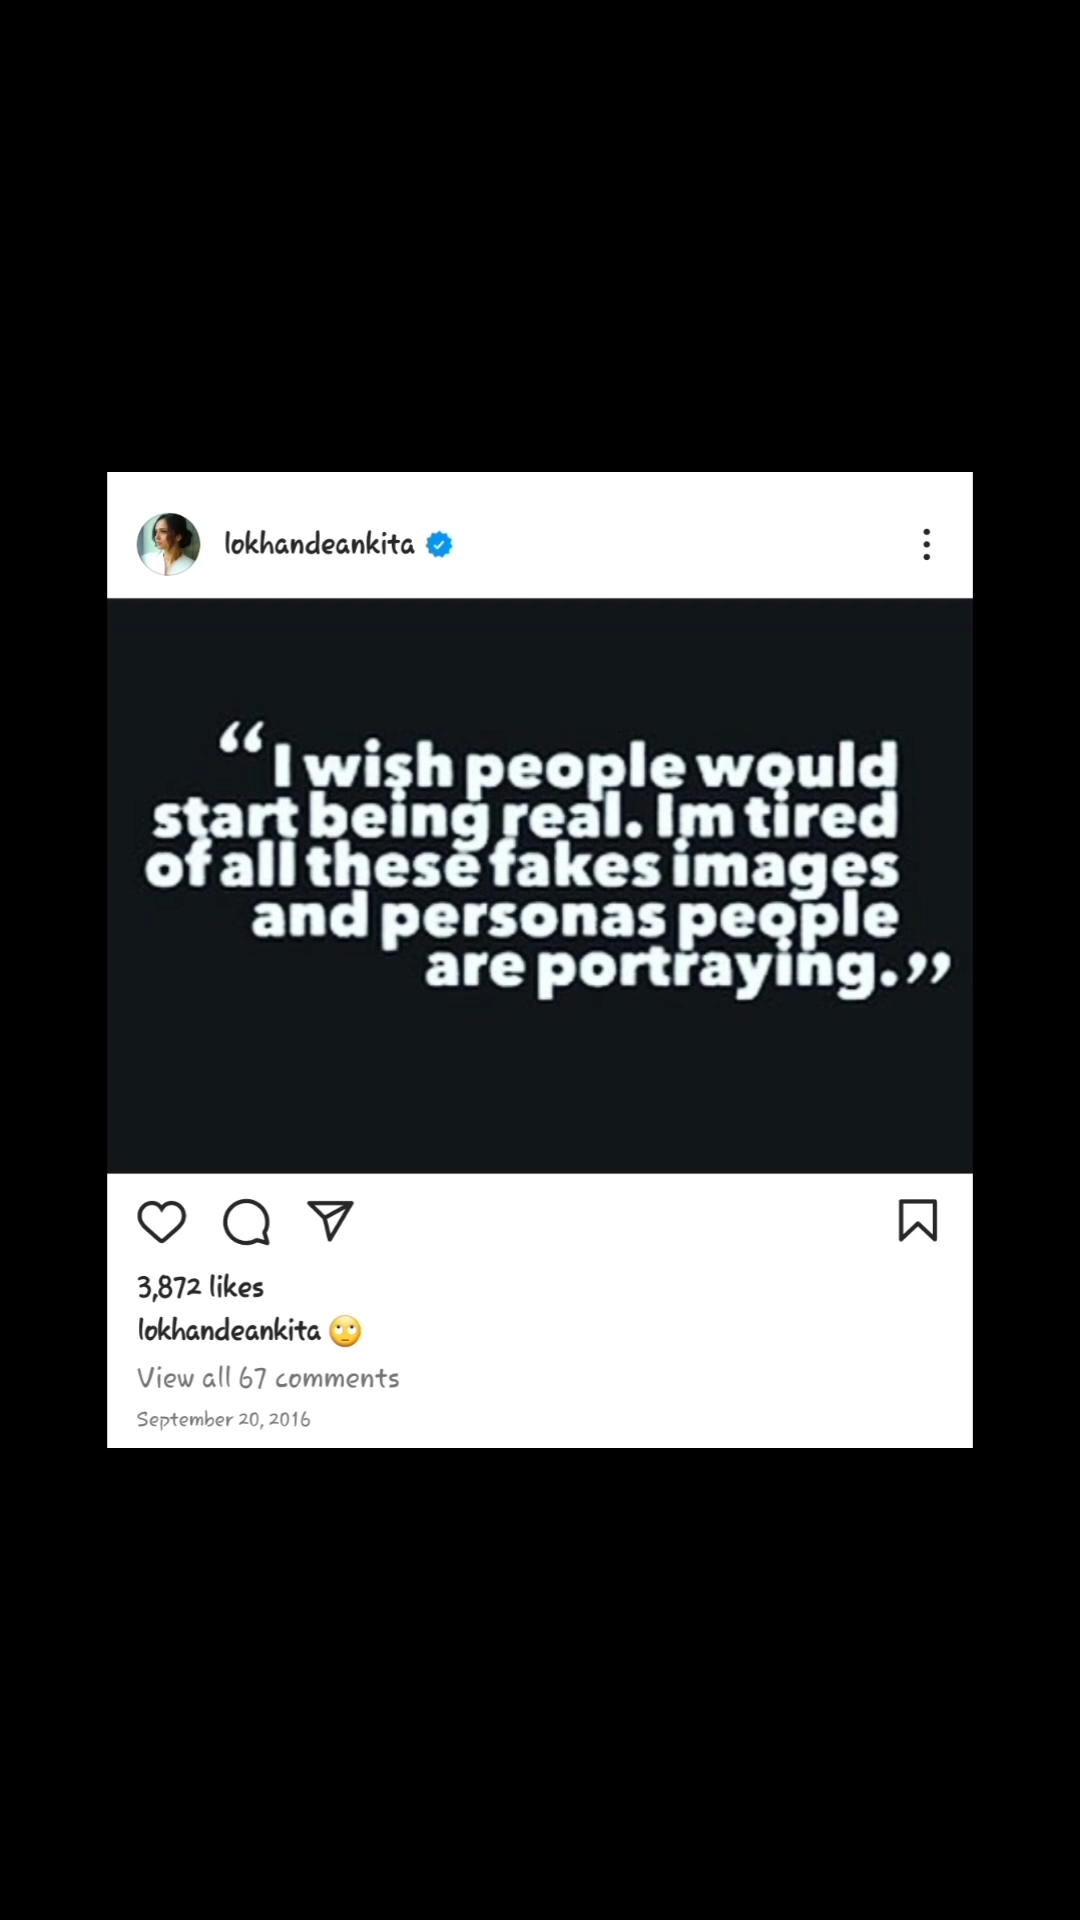 lokhandeankita
“I wish people would
start being real. Im tired
of all these fakes images
and personas people
are portraying.”
3,872 likes
lokhandeankita 🙄
View all 67 comments
September 20, 2016